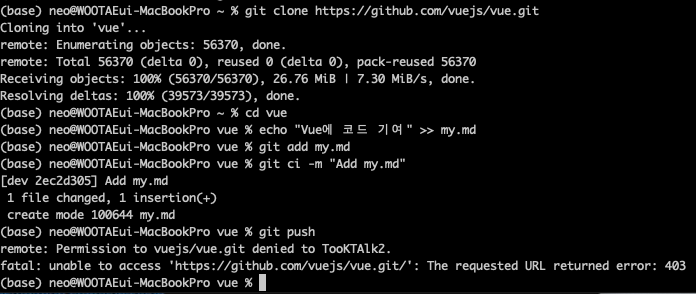 (base) neo@WOOTAEui-MacBookPro ~ % git clone https://github.com/vuejs/vue.git
Cloning into 'vue'...
remote: Enumerating objects: 56370, done.
remote: Total 56370 (delta 0), reused 0 (delta 0), pack-reused 56370
Receiving objects: 100% (56370/56370), 26.76 MiB | 7.30 MiB/s, done.
Resolving deltas: 100% (39573/39573), done.
(base) neo@WOOTAEui-MacBookPro ~ % cd vue
(base) neo@WOOTAEui-MacBookPro vue % echo "Vue에 코드 기여" >> my.md
(base) neo@WOOTAEui-MacBookPro vue % git add my.md
(base) neo@WOOTAEui-MacBookPro vue % git ci -m "Add my.md"
[dev 2ec2d305] Add my.md
 1 file changed, 1 insertion(+)
 create mode 100644 my.md
(base) neo@WOOTAEui-MacBookPro vue % git push
remote: Permission to vuejs/vue.git denied to TooKTAlk2.
fatal: unable to access 'https://github.com/vuejs/vue.git/': The requested URL returned error: 403
(base) neo@WOOTAEui-MacBookPro vue %